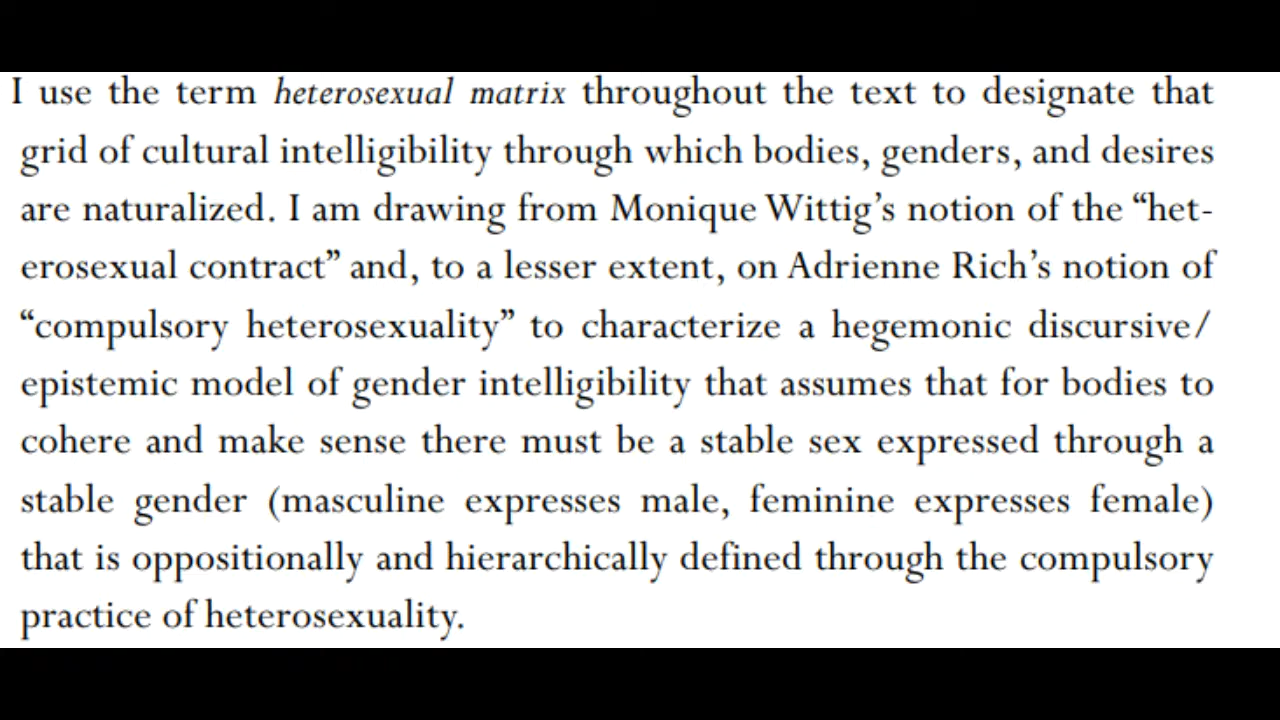 I use the term heterosexual matrix throughout the text to designate that
grid of cultural intelligibility through which bodies, genders, and desires
are naturalized. I am drawing from Monique Wittig’s notion of the “het-
erosexual contract” and, to a lesser extent, on Adrienne Rich’s notion of
“compulsory heterosexuality” to characterize a hegemonic discursive/
epistemic model of gender intelligibility that assumes that for bodies to
cohere and make sense there must be a stable sex expressed through a
stable gender (masculine expresses male, feminine expresses female)
that is oppositionally and hierarchically defined through the compulsory
practice of heterosexuality.